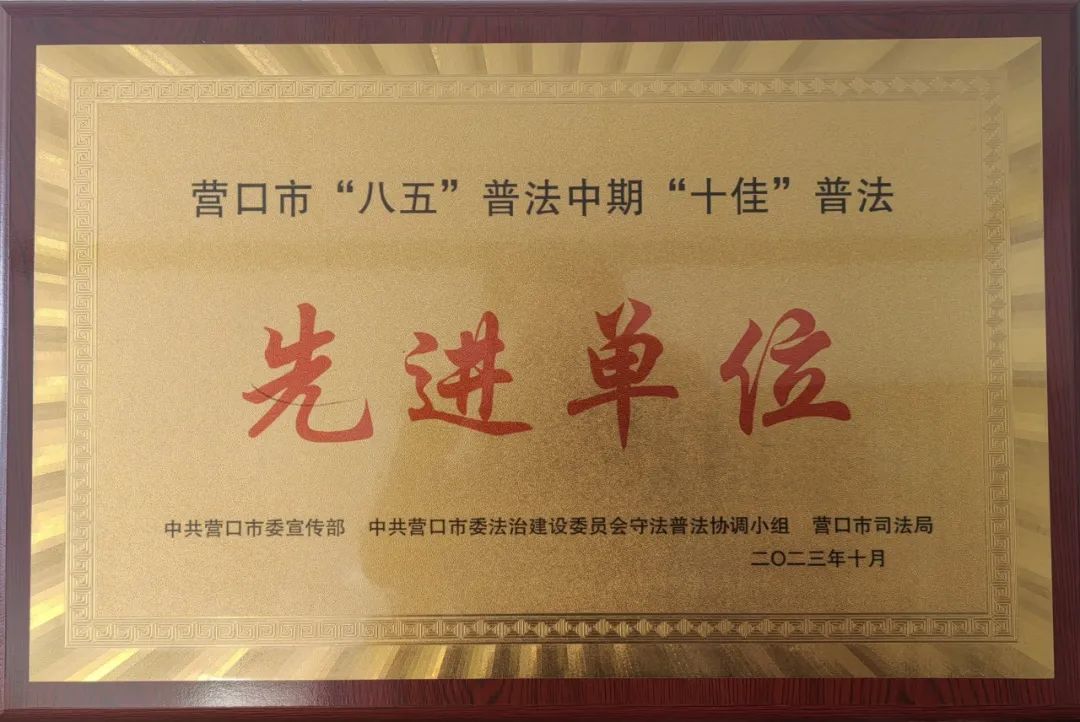 营口市“八五”普法中期“十佳”普法
先进单位
中共营口市委宣传部 中共营口市委法治建设委员会守法普法协调小组 营口市司法局
二〇二三年十月